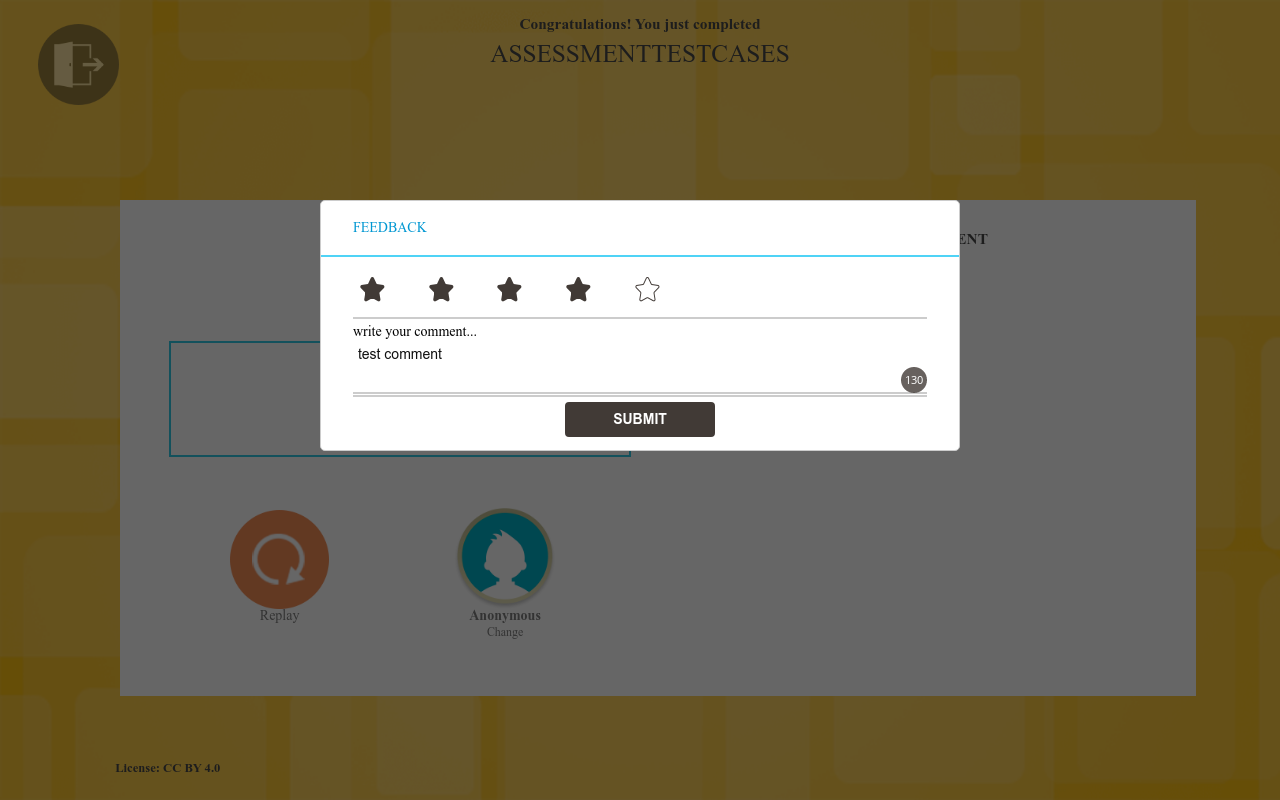 Congratulations! You just completed
ASSESSMENTTESTCASES
FEEDBACK
ENT
write your comment...
test comment
130
SUBMIT
Replay
Anonymous
Change
License: CC BY 4.0